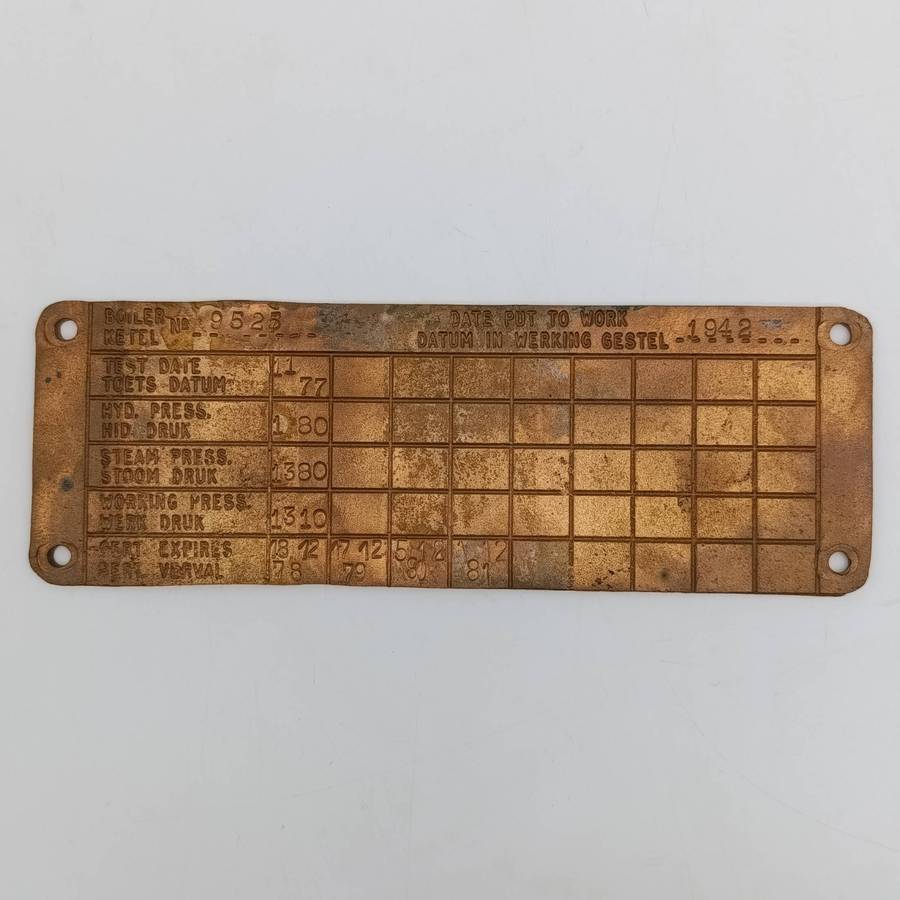 BOILER
KETEL No 9525
DATE PUT TO WORK
DATUM IN WERKING GESTEL 1942
TEST DATE 11
TOETS DATUM 77
HYD. PRESS.
HID. DRUK 80
STEAM PRESS.
STOOM DRUK 1380
WORKING PRESS.
WERK DRUK 1310
CERT EXPIRES 18 12 17 12 5 12 12
SERT. VERVAL 78 79 80 81